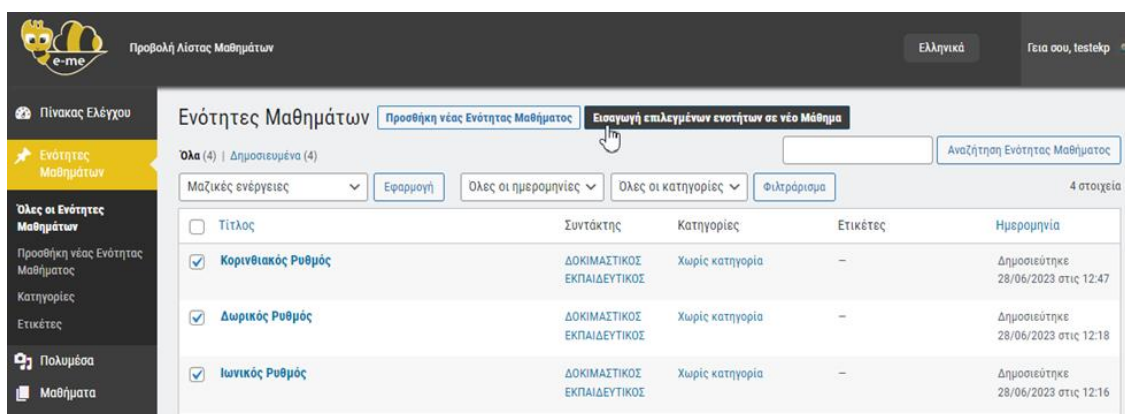 e-me
Προβολή Λίστας Μαθημάτων
Ελληνικά
Γεια σου, testekp
Πίνακας Ελέγχου
Ενότητες
Μαθημάτων
Όλες οι Ενότητες
Μαθημάτων
Προσθήκη νέας Ενότητας
Μαθήματος
Κατηγορίες
Ετικέτες
Πολυμέσα
Μαθήματα
Ενότητες Μαθημάτων
Προσθήκη νέας Ενότητας Μαθήματος
Εισαγωγή επιλεγμένων ενοτήτων σε νέο Μάθημα
Όλα (4) | Δημοσιευμένα (4)
Αναζήτηση Ενότητας Μαθήματος
Μαζικές ενέργειες
Εφαρμογή
Όλες οι ημερομηνίες
Όλες οι κατηγορίες
Φιλτράρισμα
4 στοιχεία
Τίτλος Συντάκτης Κατηγορίες Ετικέτες Ημερομηνία
Κορινθιακός Ρυθμός ΔΟΚΙΜΑΣΤΙΚΟΣ Χωρίς κατηγορία — Δημοσιεύτηκε
ΕΚΠΑΙΔΕΥΤΙΚΟΣ 28/06/2023 στις 12:47
Δωρικός Ρυθμός ΔΟΚΙΜΑΣΤΙΚΟΣ Χωρίς κατηγορία — Δημοσιεύτηκε
ΕΚΠΑΙΔΕΥΤΙΚΟΣ 28/06/2023 στις 12:18
Ιωνικός Ρυθμός ΔΟΚΙΜΑΣΤΙΚΟΣ Χωρίς κατηγορία — Δημοσιεύτηκε
ΕΚΠΑΙΔΕΥΤΙΚΟΣ 28/06/2023 στις 12:16